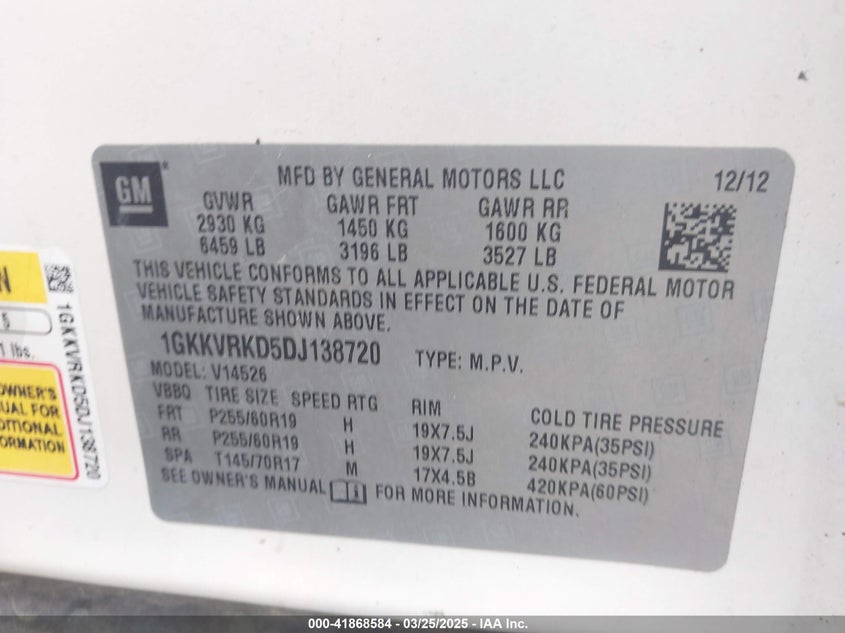 GM
MFD BY GENERAL MOTORS LLC 12/12
GVWR GAWR FRT GAWR RR
2930 KG 1450 KG 1600 KG
6459 LB 3196 LB 3527 LB
THIS VEHICLE CONFORMS TO ALL APPLICABLE U.S. FEDERAL MOTOR
VEHICLE SAFETY STANDARDS IN EFFECT ON THE DATE OF
MANUFACTURE SHOWN ABOVE.
1GKKVRKD5DJ138720 TYPE: M.P.V.
MODEL: V14526
VBBQ TIRE SIZE SPEED RTG RIM COLD TIRE PRESSURE
FRT P255/60R19 H 19X7.5J 240KPA(35PSI)
RR P255/60R19 H 19X7.5J 240KPA(35PSI)
SPA T145/70R17 M 17X4.5B 420KPA(60PSI)
SEE OWNER'S MANUAL FOR MORE INFORMATION.
N
5
1 lbs.
OWNER'S
UAL FOR
DITIONAL
ORMATION
1GKKVRKD5DJ138720
000-41868584 / 03/25/2025 / IAAI Inc.